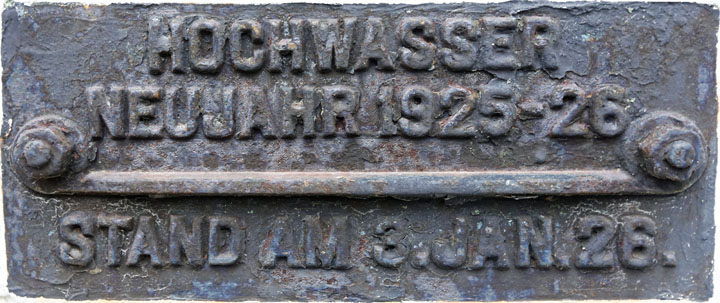 HOCHWASSER
NEUJAHR 1925-26
STAND AM 3.JAN.26.